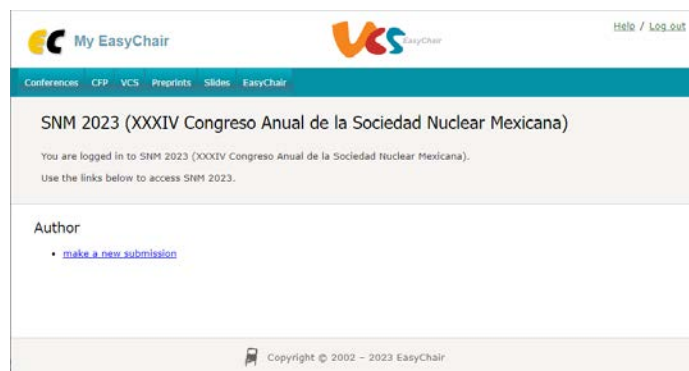 EC My EasyChair
VCS EasyChair
Help / Log out
Conferences CFP VCS Preprints Slides EasyChair
SNM 2023 (XXXIV Congreso Anual de la Sociedad Nuclear Mexicana)
You are logged in to SNM 2023 (XXXIV Congreso Anual de la Sociedad Nuclear Mexicana).
Use the links below to access SNM 2023.
Author
• make a new submission
Copyright © 2002 – 2023 EasyChair